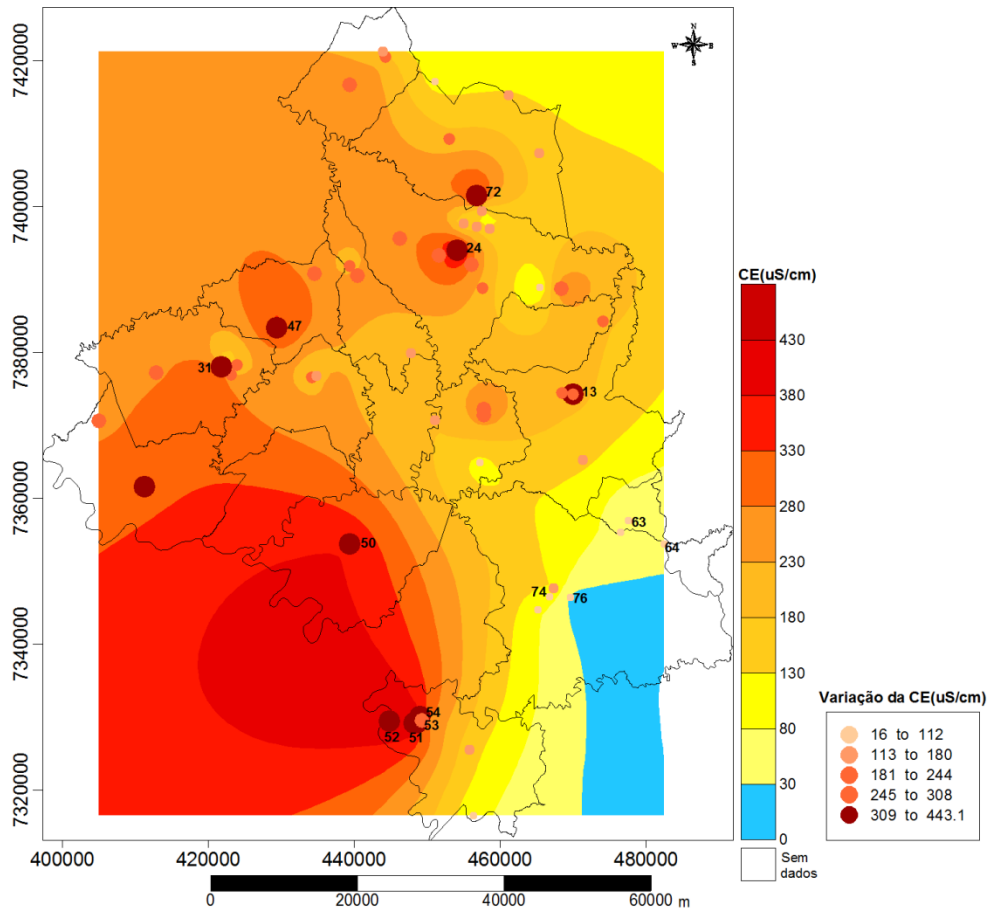 7420000
7400000
7380000
7360000
7340000
7320000
N
W E
S
72
24
47
31
13
50
63
64
74
76
54
53
52
51
CE(uS/cm)
430
380
330
280
230
180
130
80
30
0
Sem
dados
Variação da CE(uS/cm)
16 to 112
113 to 180
181 to 244
245 to 308
309 to 443.1
400000 420000 440000 460000 480000
0 20000 40000 60000 m